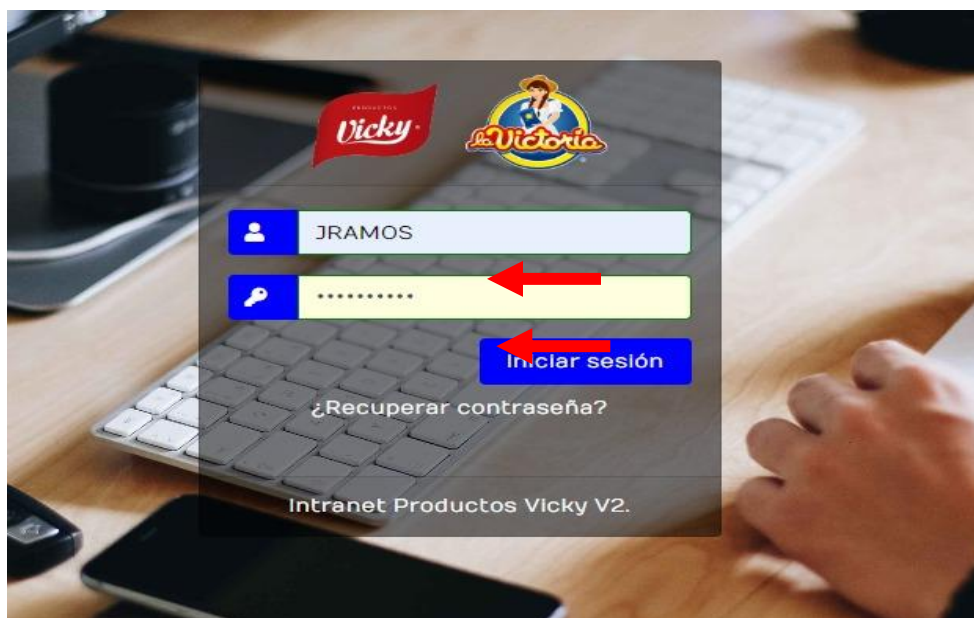 PRODUCTOS
Vicky
la Victoria
JRAMOS
Iniciar sesión
¿Recuperar contraseña?
Intranet Productos Vicky V2.